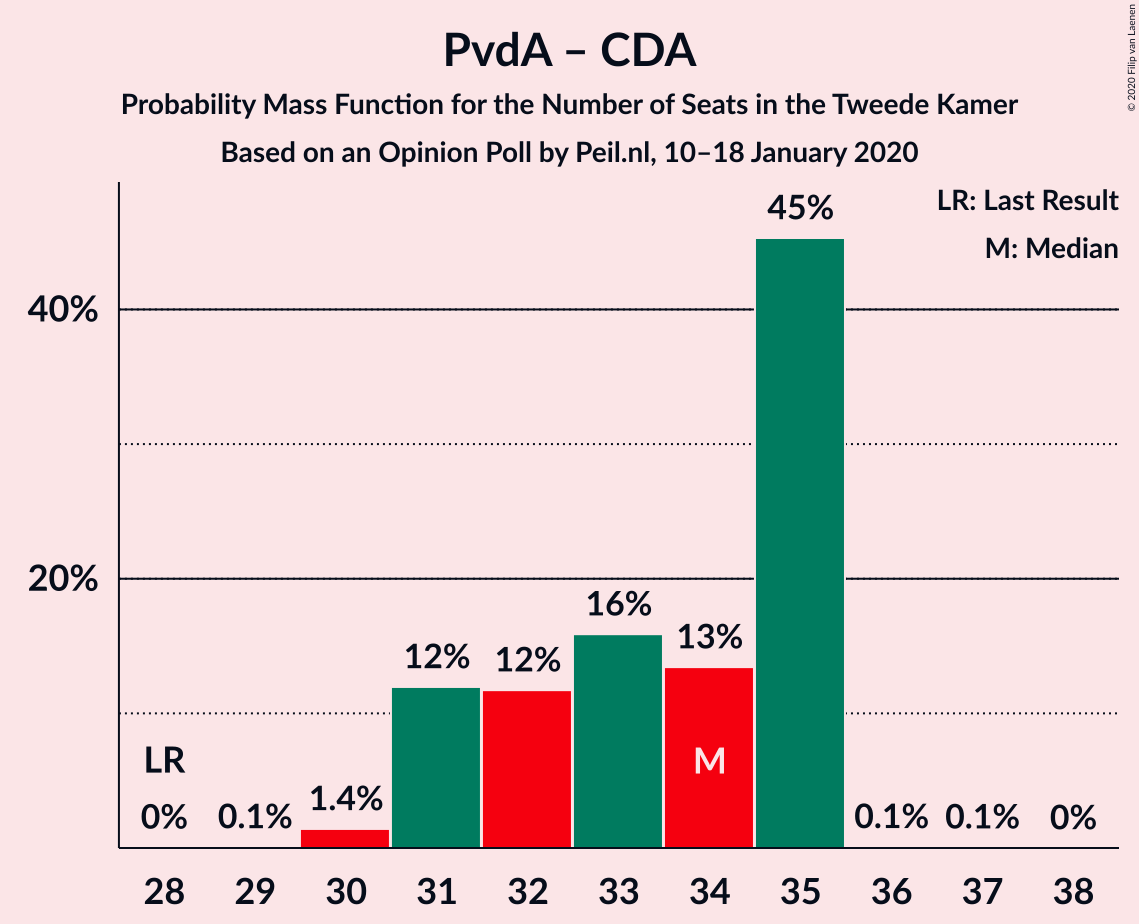 PvdA – CDA
Probability Mass Function for the Number of Seats in the Tweede Kamer
Based on an Opinion Poll by Peil.nl, 10–18 January 2020
© 2020 Filip van Laenen
LR: Last Result
M: Median
45%
40%
20%
16%
13%
12%
12%
LR
M
1.4%
0%
0.1%
0.1%
0.1%
0%
28 29 30 31 32 33 34 35 36 37 38